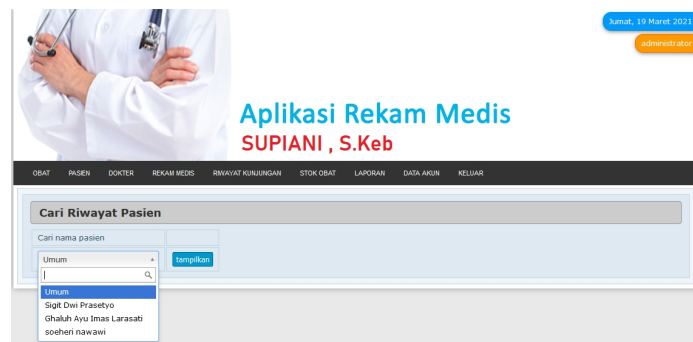 Jumat, 19 Maret 2021
administrator
Aplikasi Rekam Medis
SUPIANI , S.Keb
OBAT PASIEN DOKTER REKAM MEDIS RIWAYAT KUNJUNGAN STOK OBAT LAPORAN DATA AKUN KELUAR
Cari Riwayat Pasien
Cari nama pasien
Umum tampilkan
Umum
Sigit Dwi Prasetyo
Ghaluh Ayu Imas Larasati
soeheri nawawi